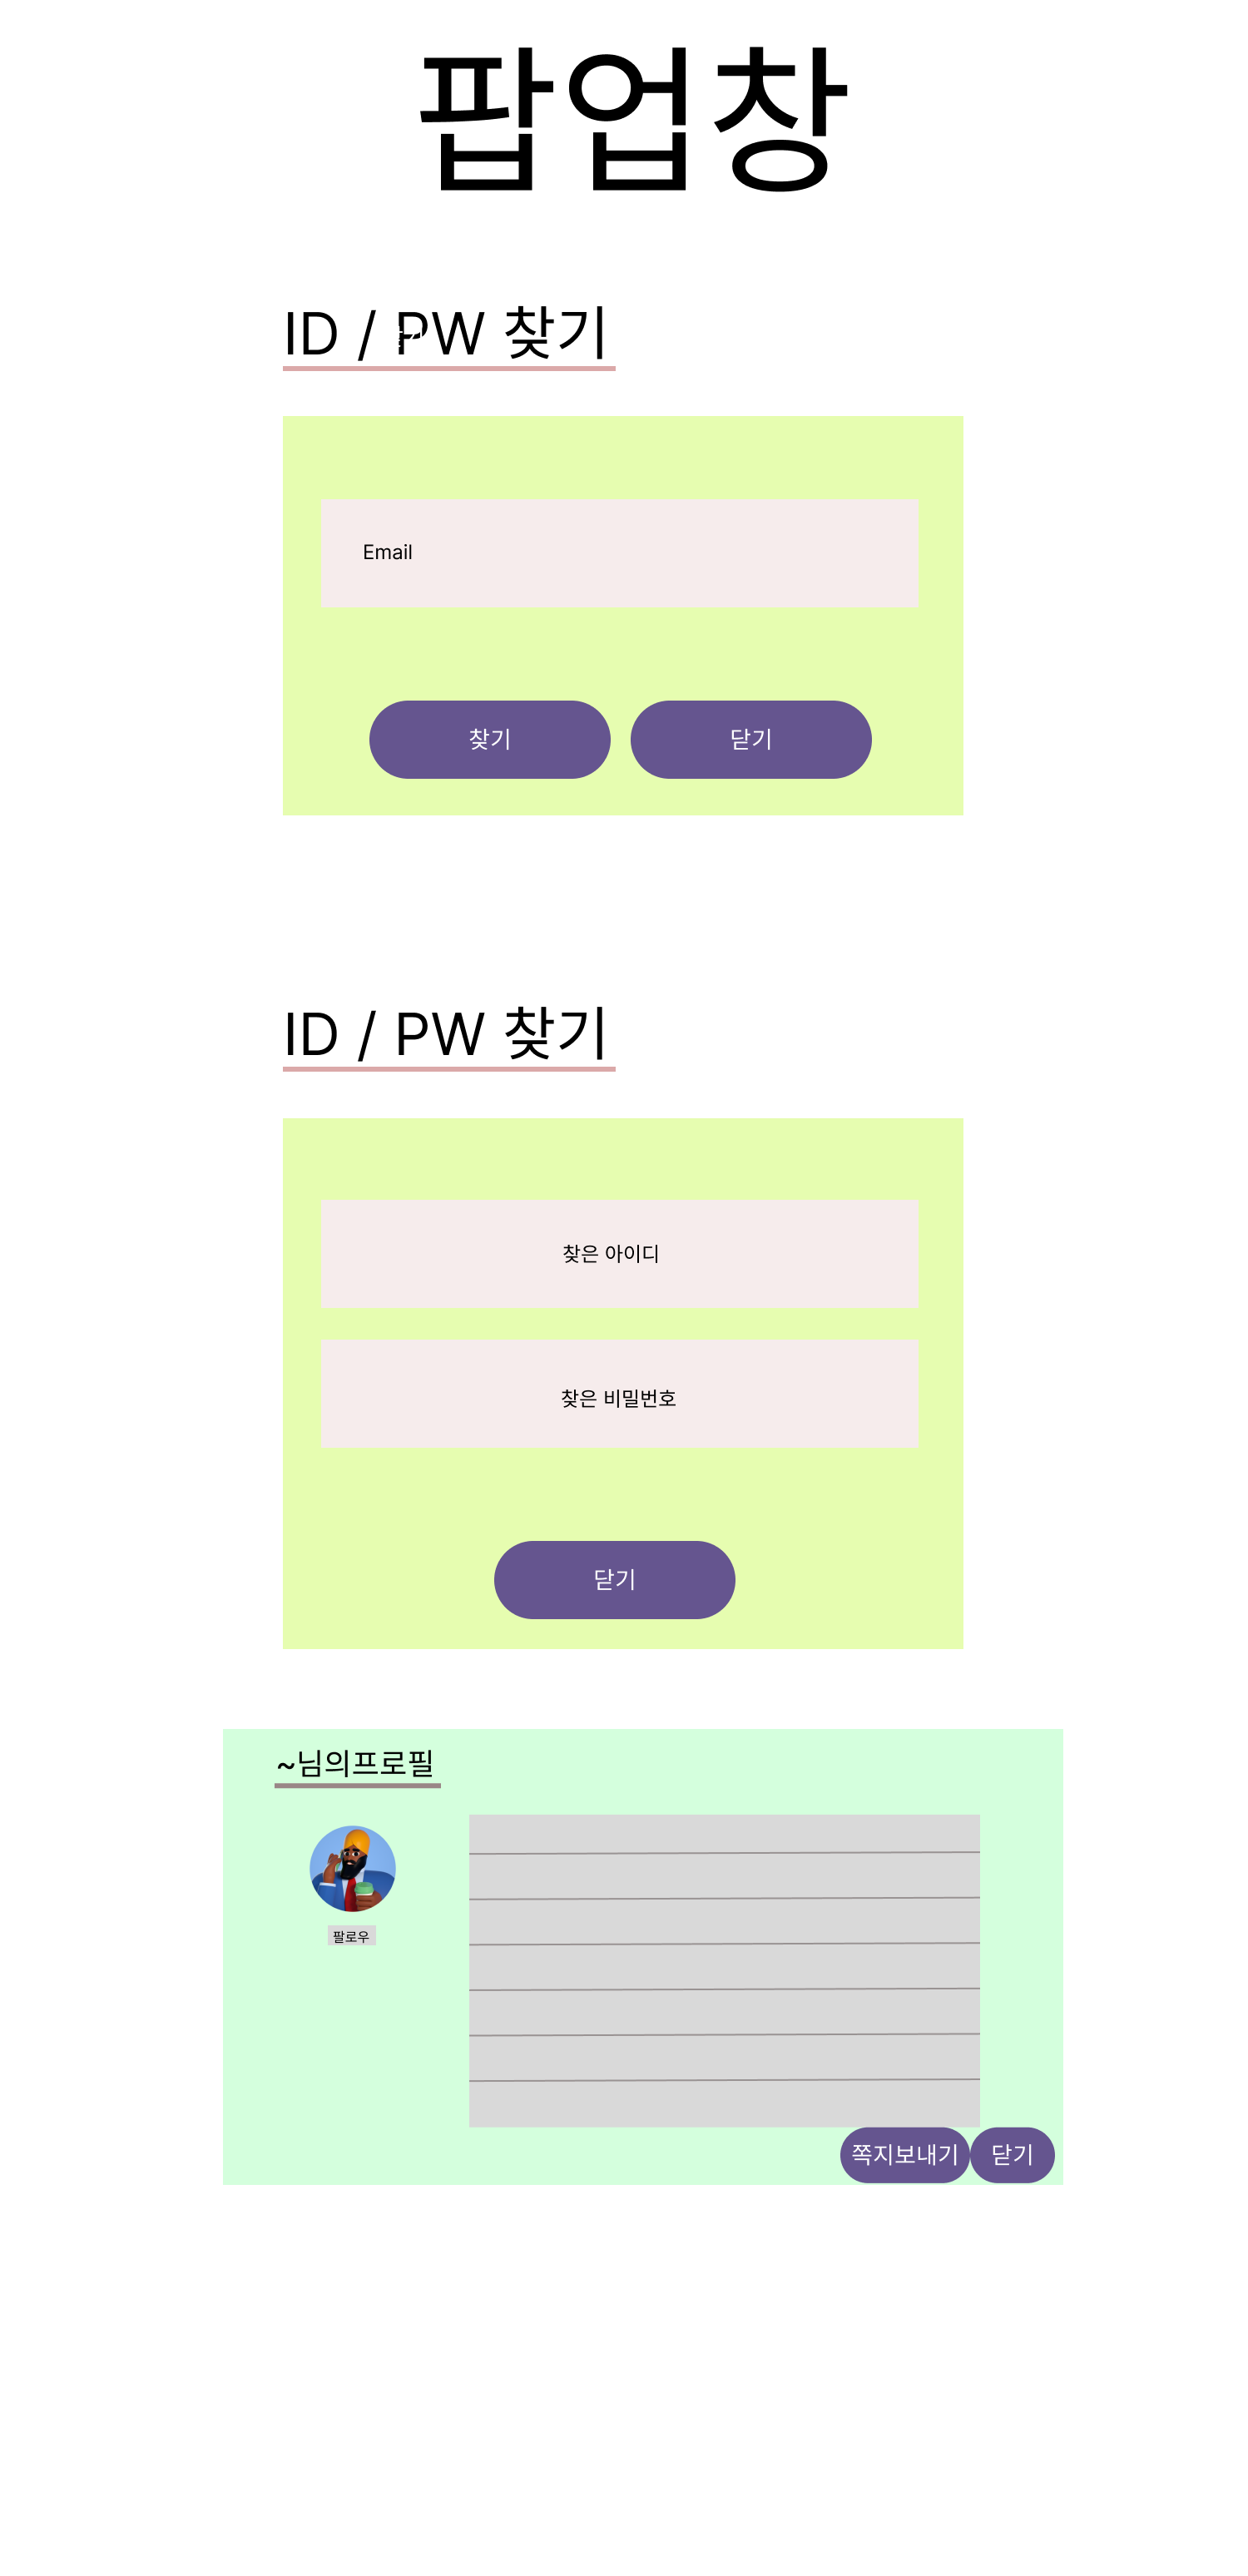 팝업창
ID / PW 찾기
Email
찾기
닫기
ID / PW 찾기
찾은 아이디
찾은 비밀번호
닫기
~님의프로필
팔로우
쪽지보내기
닫기